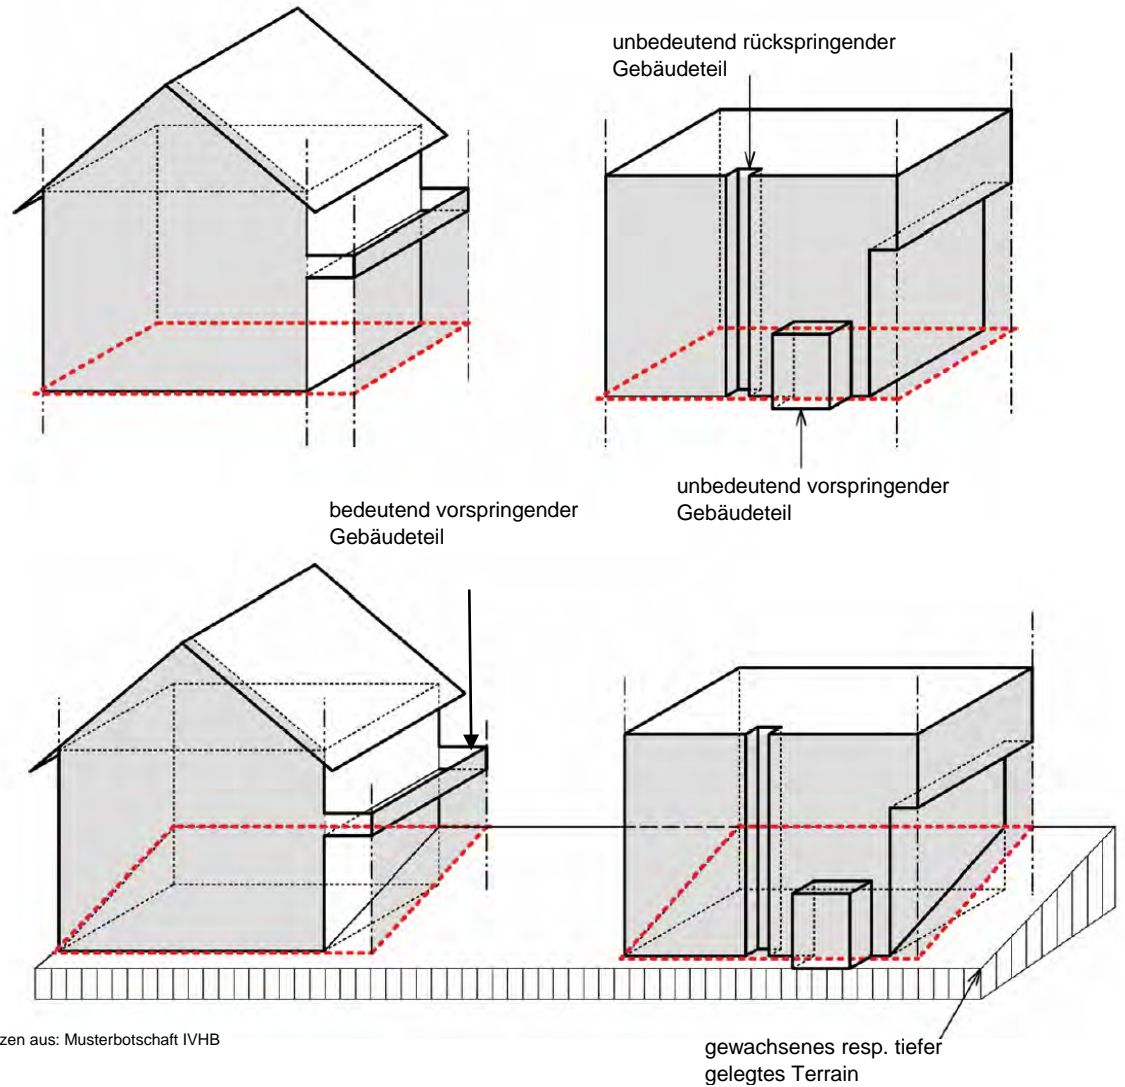 unbedeutend rückspringender
Gebäudeteil
unbedeutend vorspringender
Gebäudeteil
bedeutend vorspringender
Gebäudeteil
zen aus: Musterbotschaft IVHB
gewachsenes resp. tiefer
gelegtes Terrain